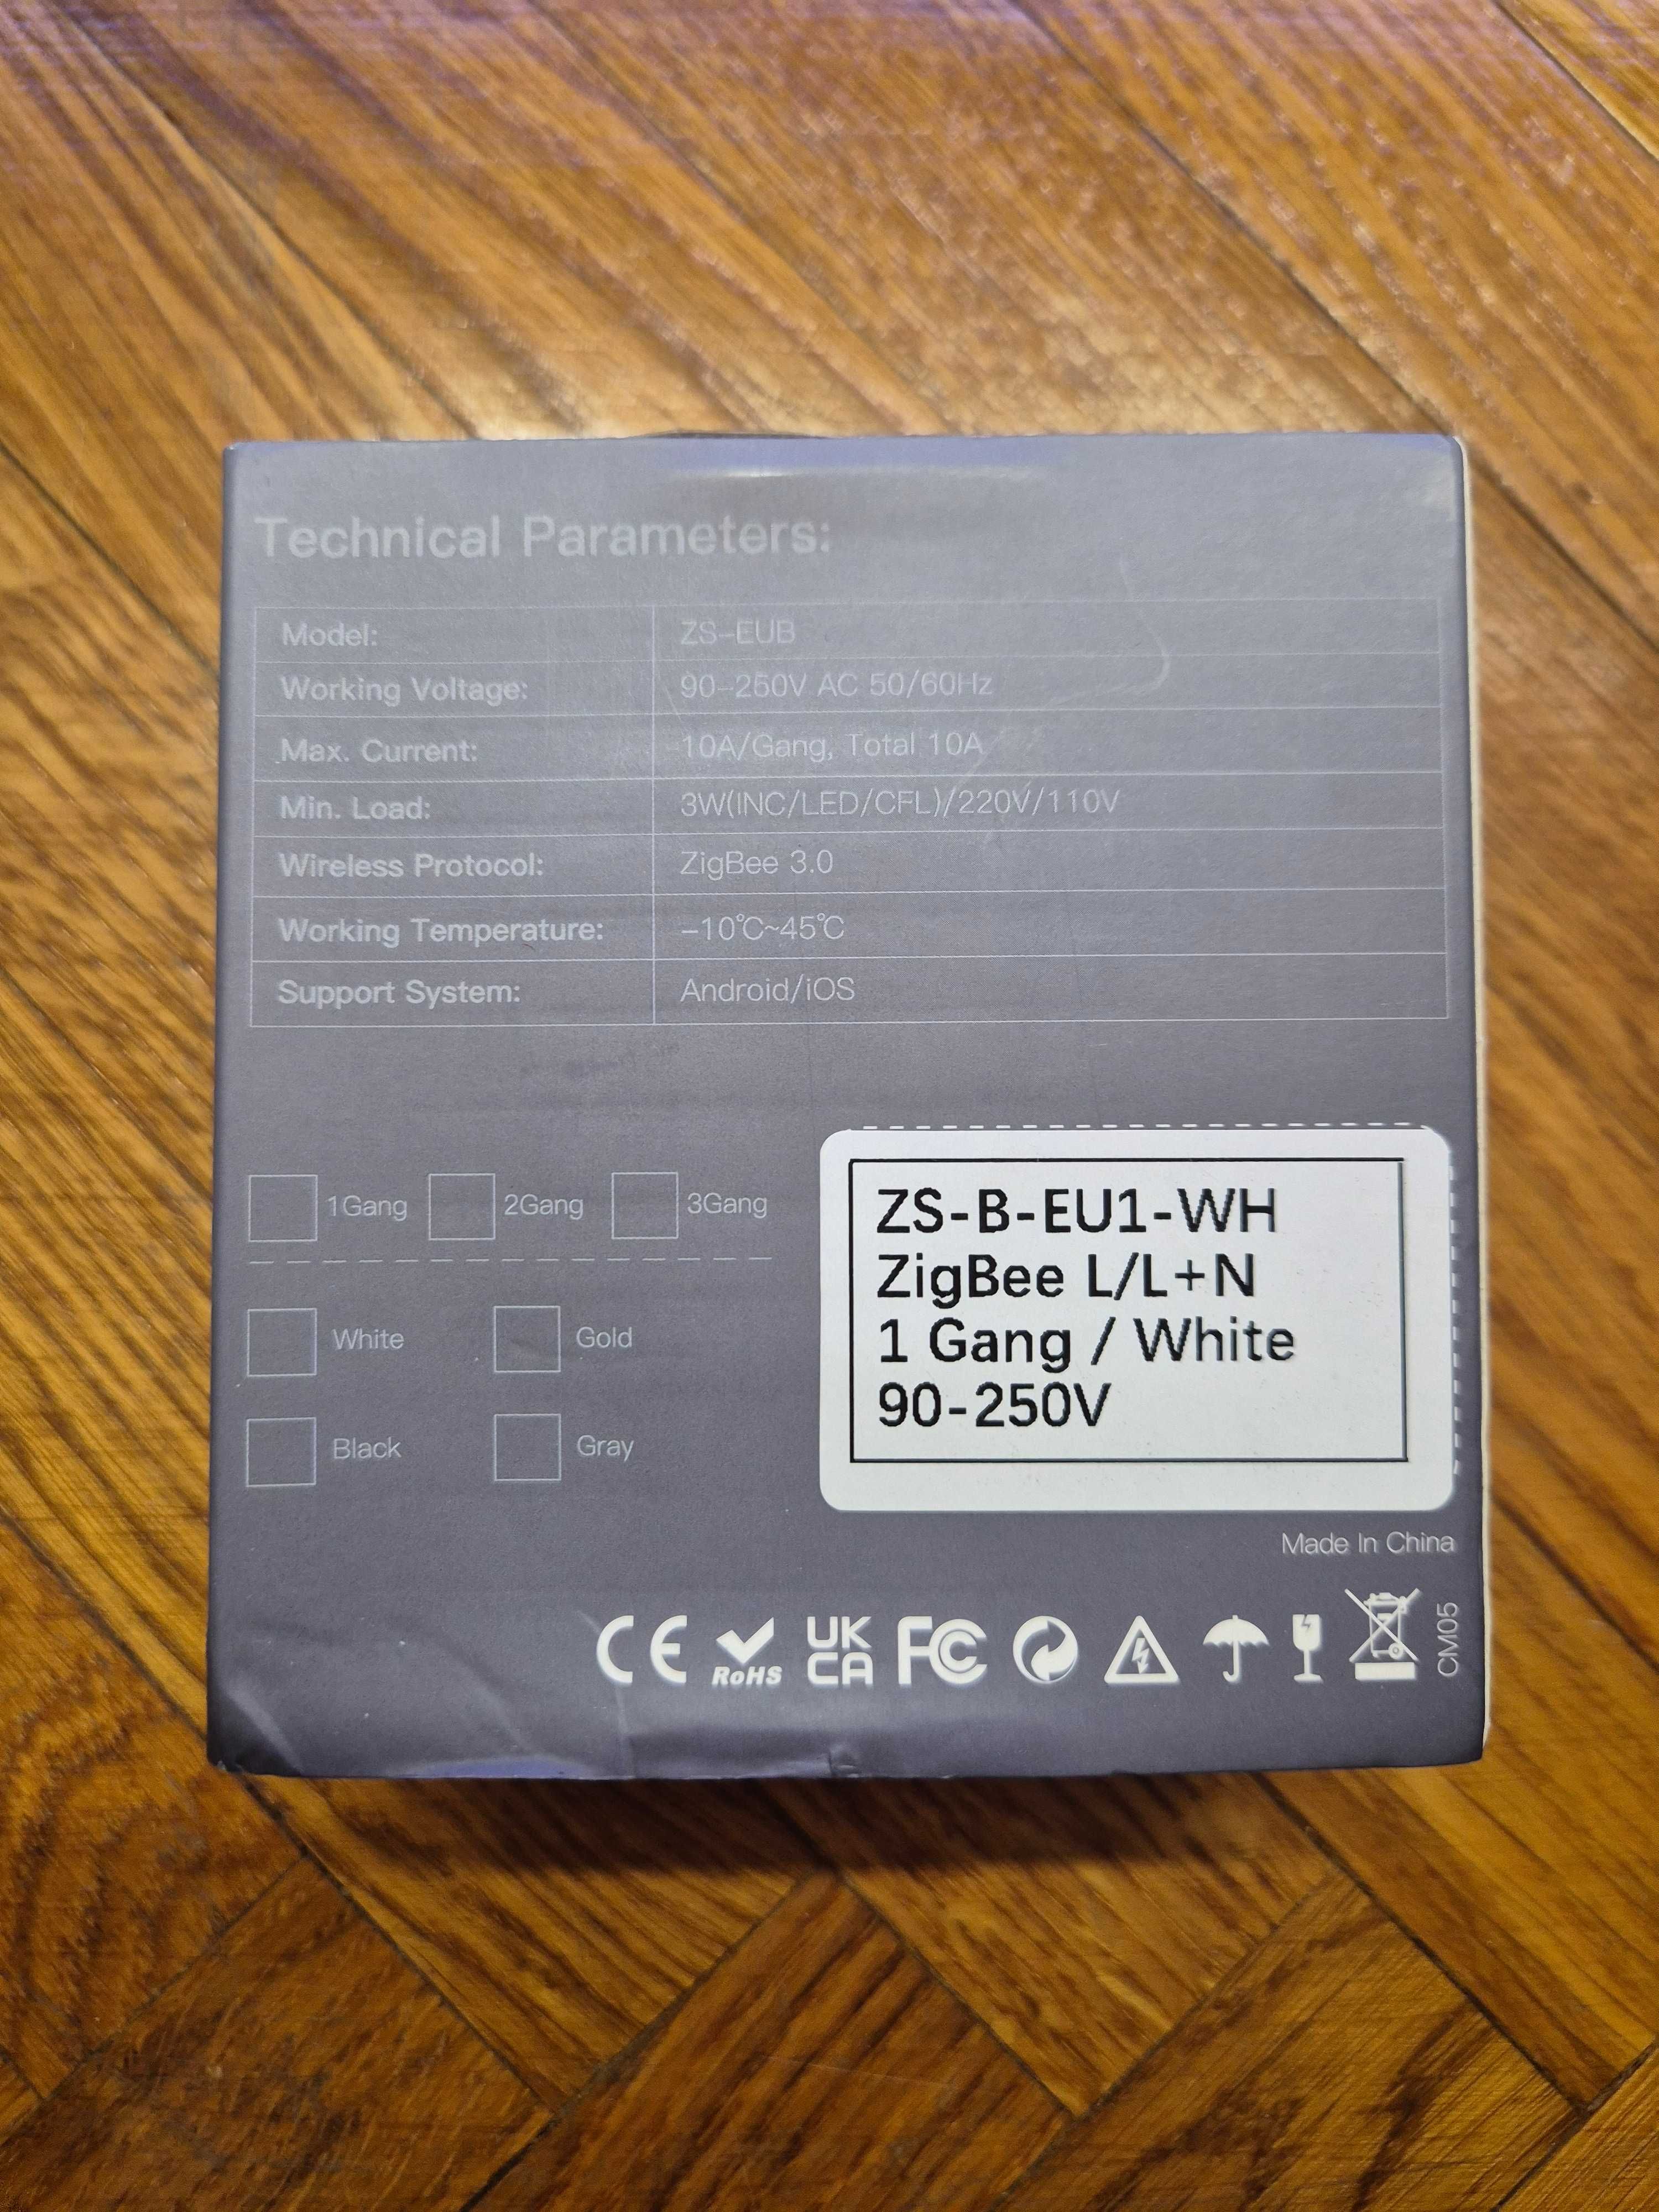 Technical Parameters:
Model: ZS-EUB
Working Voltage: 90-260V AC 50/60Hz
Max. Current: 10A/Gang, Total 10A
Min. Load: 3W(INC/LED/CFL)/220V/110V
Wireless Protocol: ZigBee 3.0
Working Temperature: -10℃~45℃
Support System: Android/iOS
1Gang 2Gang 3Gang
White Gold
Black Gray
ZS-B-EU1-WH
ZigBee L/L+N
1 Gang / White
90-250V
Made In China
CE RoHS UK CA FC CM05